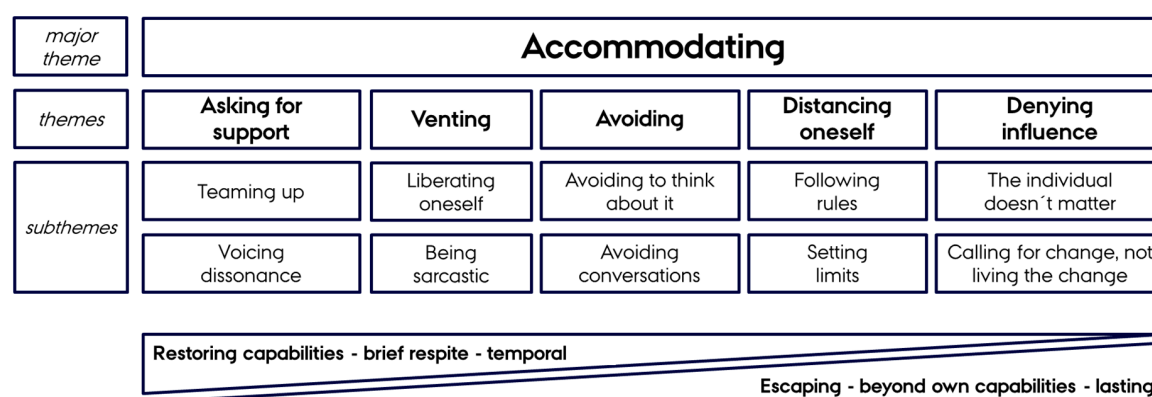 major
theme
Accommodating
themes
Asking for
support
Venting
Avoiding
Distancing
oneself
Denying
influence
subthemes
Teaming up
Liberating
oneself
Avoiding to think
about it
Following
rules
The individual
doesn´t matter
Voicing
dissonance
Being
sarcastic
Avoiding
conversations
Setting
limits
Calling for change, not
living the change
Restoring capabilities - brief respite - temporal
Escaping - beyond own capabilities - lasting